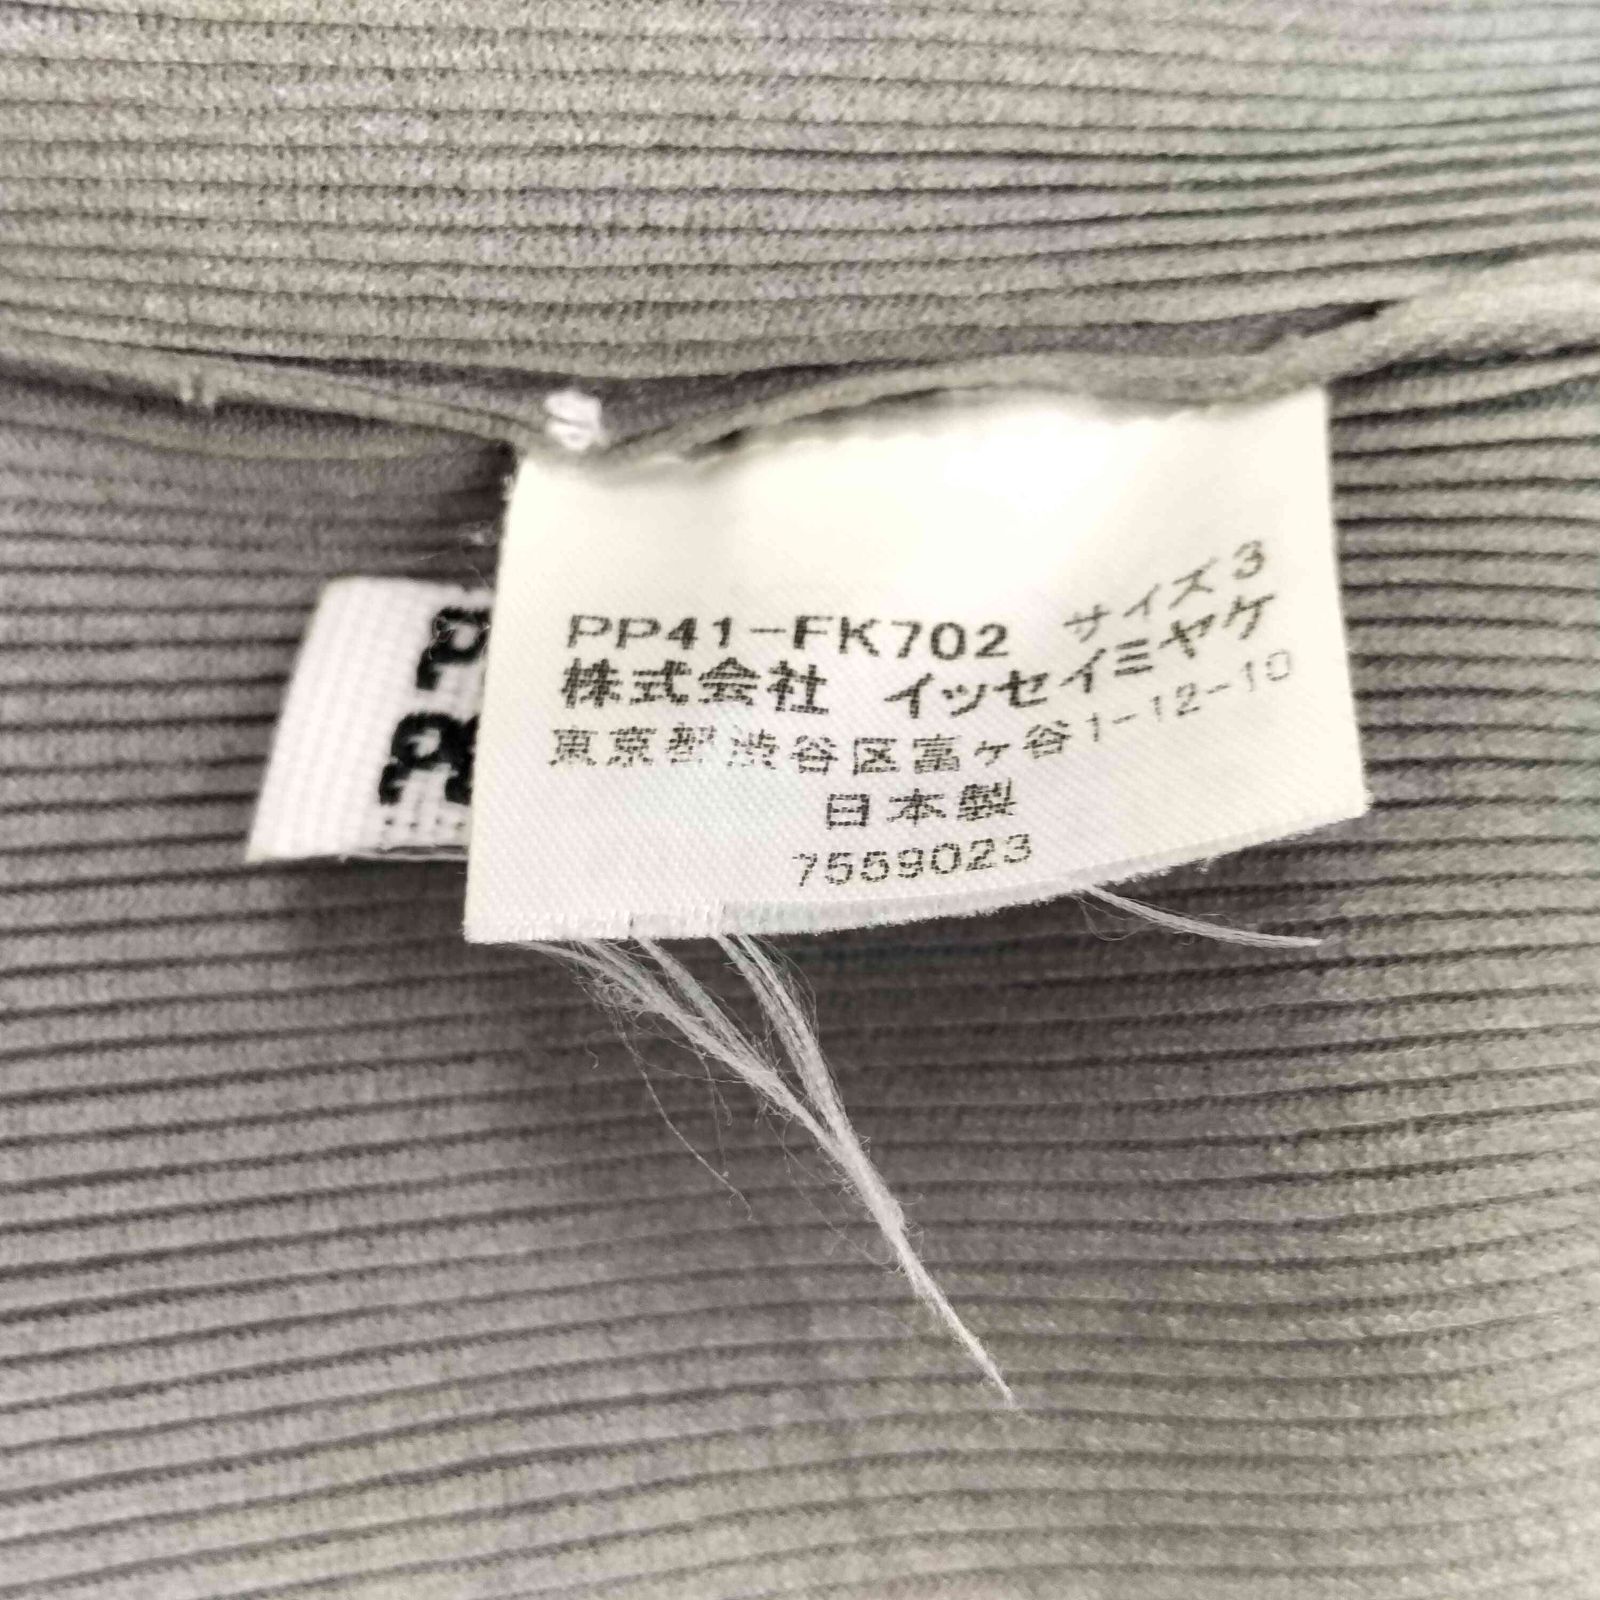 PP41-FK702 サイズ3
株式会社 イッセイミヤケ
東京都渋谷区富ヶ谷1-12-10
日本製
7559023